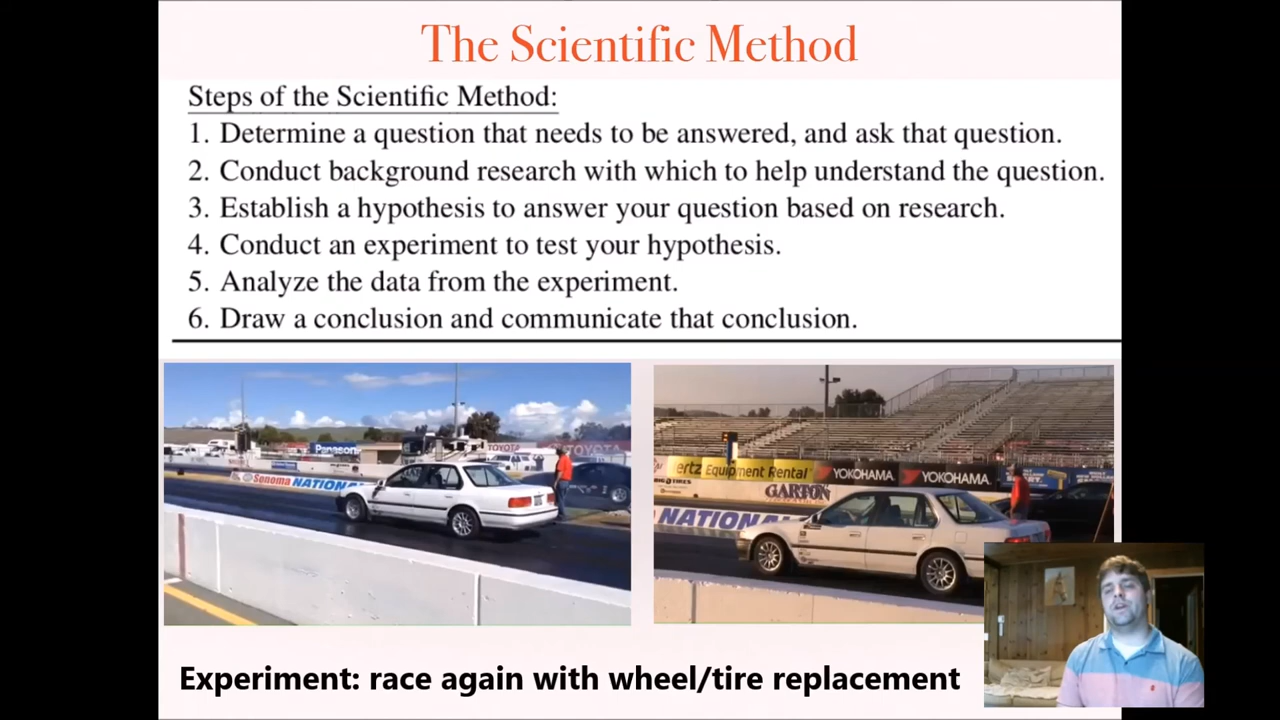 The Scientific Method
Steps of the Scientific Method:
1. Determine a question that needs to be answered, and ask that question.
2. Conduct background research with which to help understand the question.
3. Establish a hypothesis to answer your question based on research.
4. Conduct an experiment to test your hypothesis.
5. Analyze the data from the experiment.
6. Draw a conclusion and communicate that conclusion.
Panason
TOYOTA
TOYOTA
Sonoma NATIONA
ertz Equipment Rental
YOKOHAMA
YOKOHAMA
GARTON
NATIONA
Experiment: race again with wheel/tire replacement